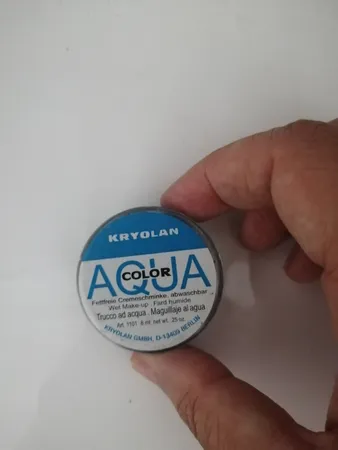 KRYOLAN
AQUA
COLOR
Fettfreie Cremeschminke, abwaschbar
Wet Make-up . Fard humide
Trucco ad acqua . Maquillaje al agua
Art. 1101 8 ml net wt. .25 oz.
KRYOLAN GMBH, D-13409 BERLIN